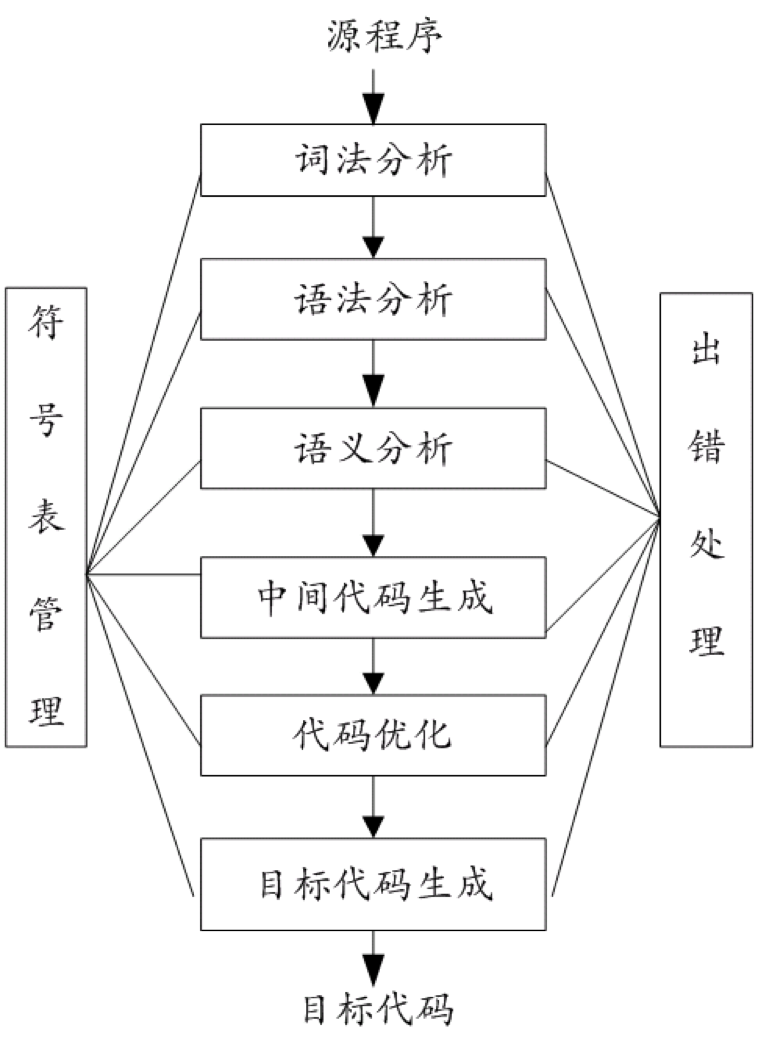 源程序
词法分析
语法分析
语义分析
中间代码生成
代码优化
目标代码生成
目标代码
符号表管理
出错处理